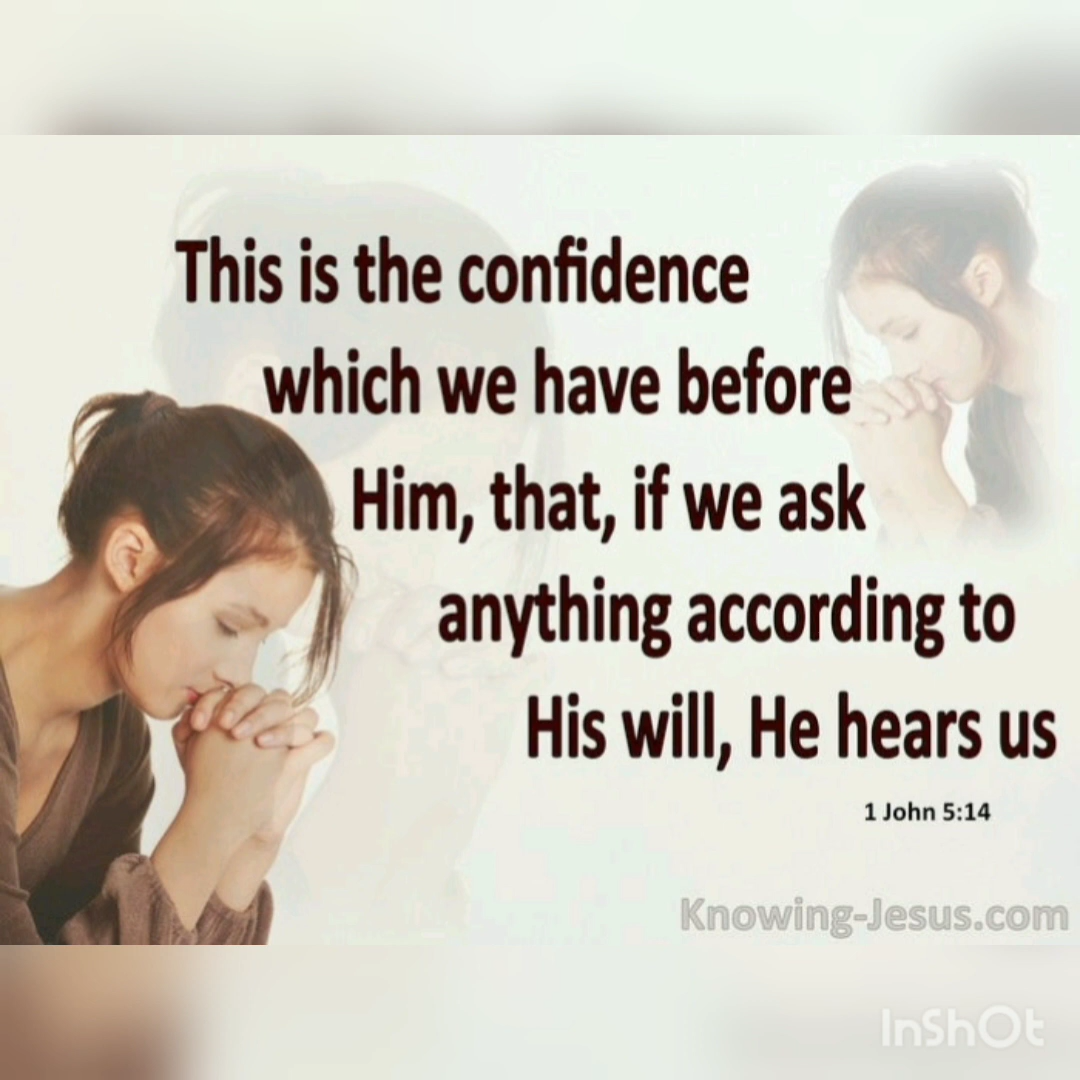 This is the confidence
which we have before
Him, that, if we ask
anything according to
His will, He hears us
1 John 5:14
Knowing-Jesus.com
InShOt